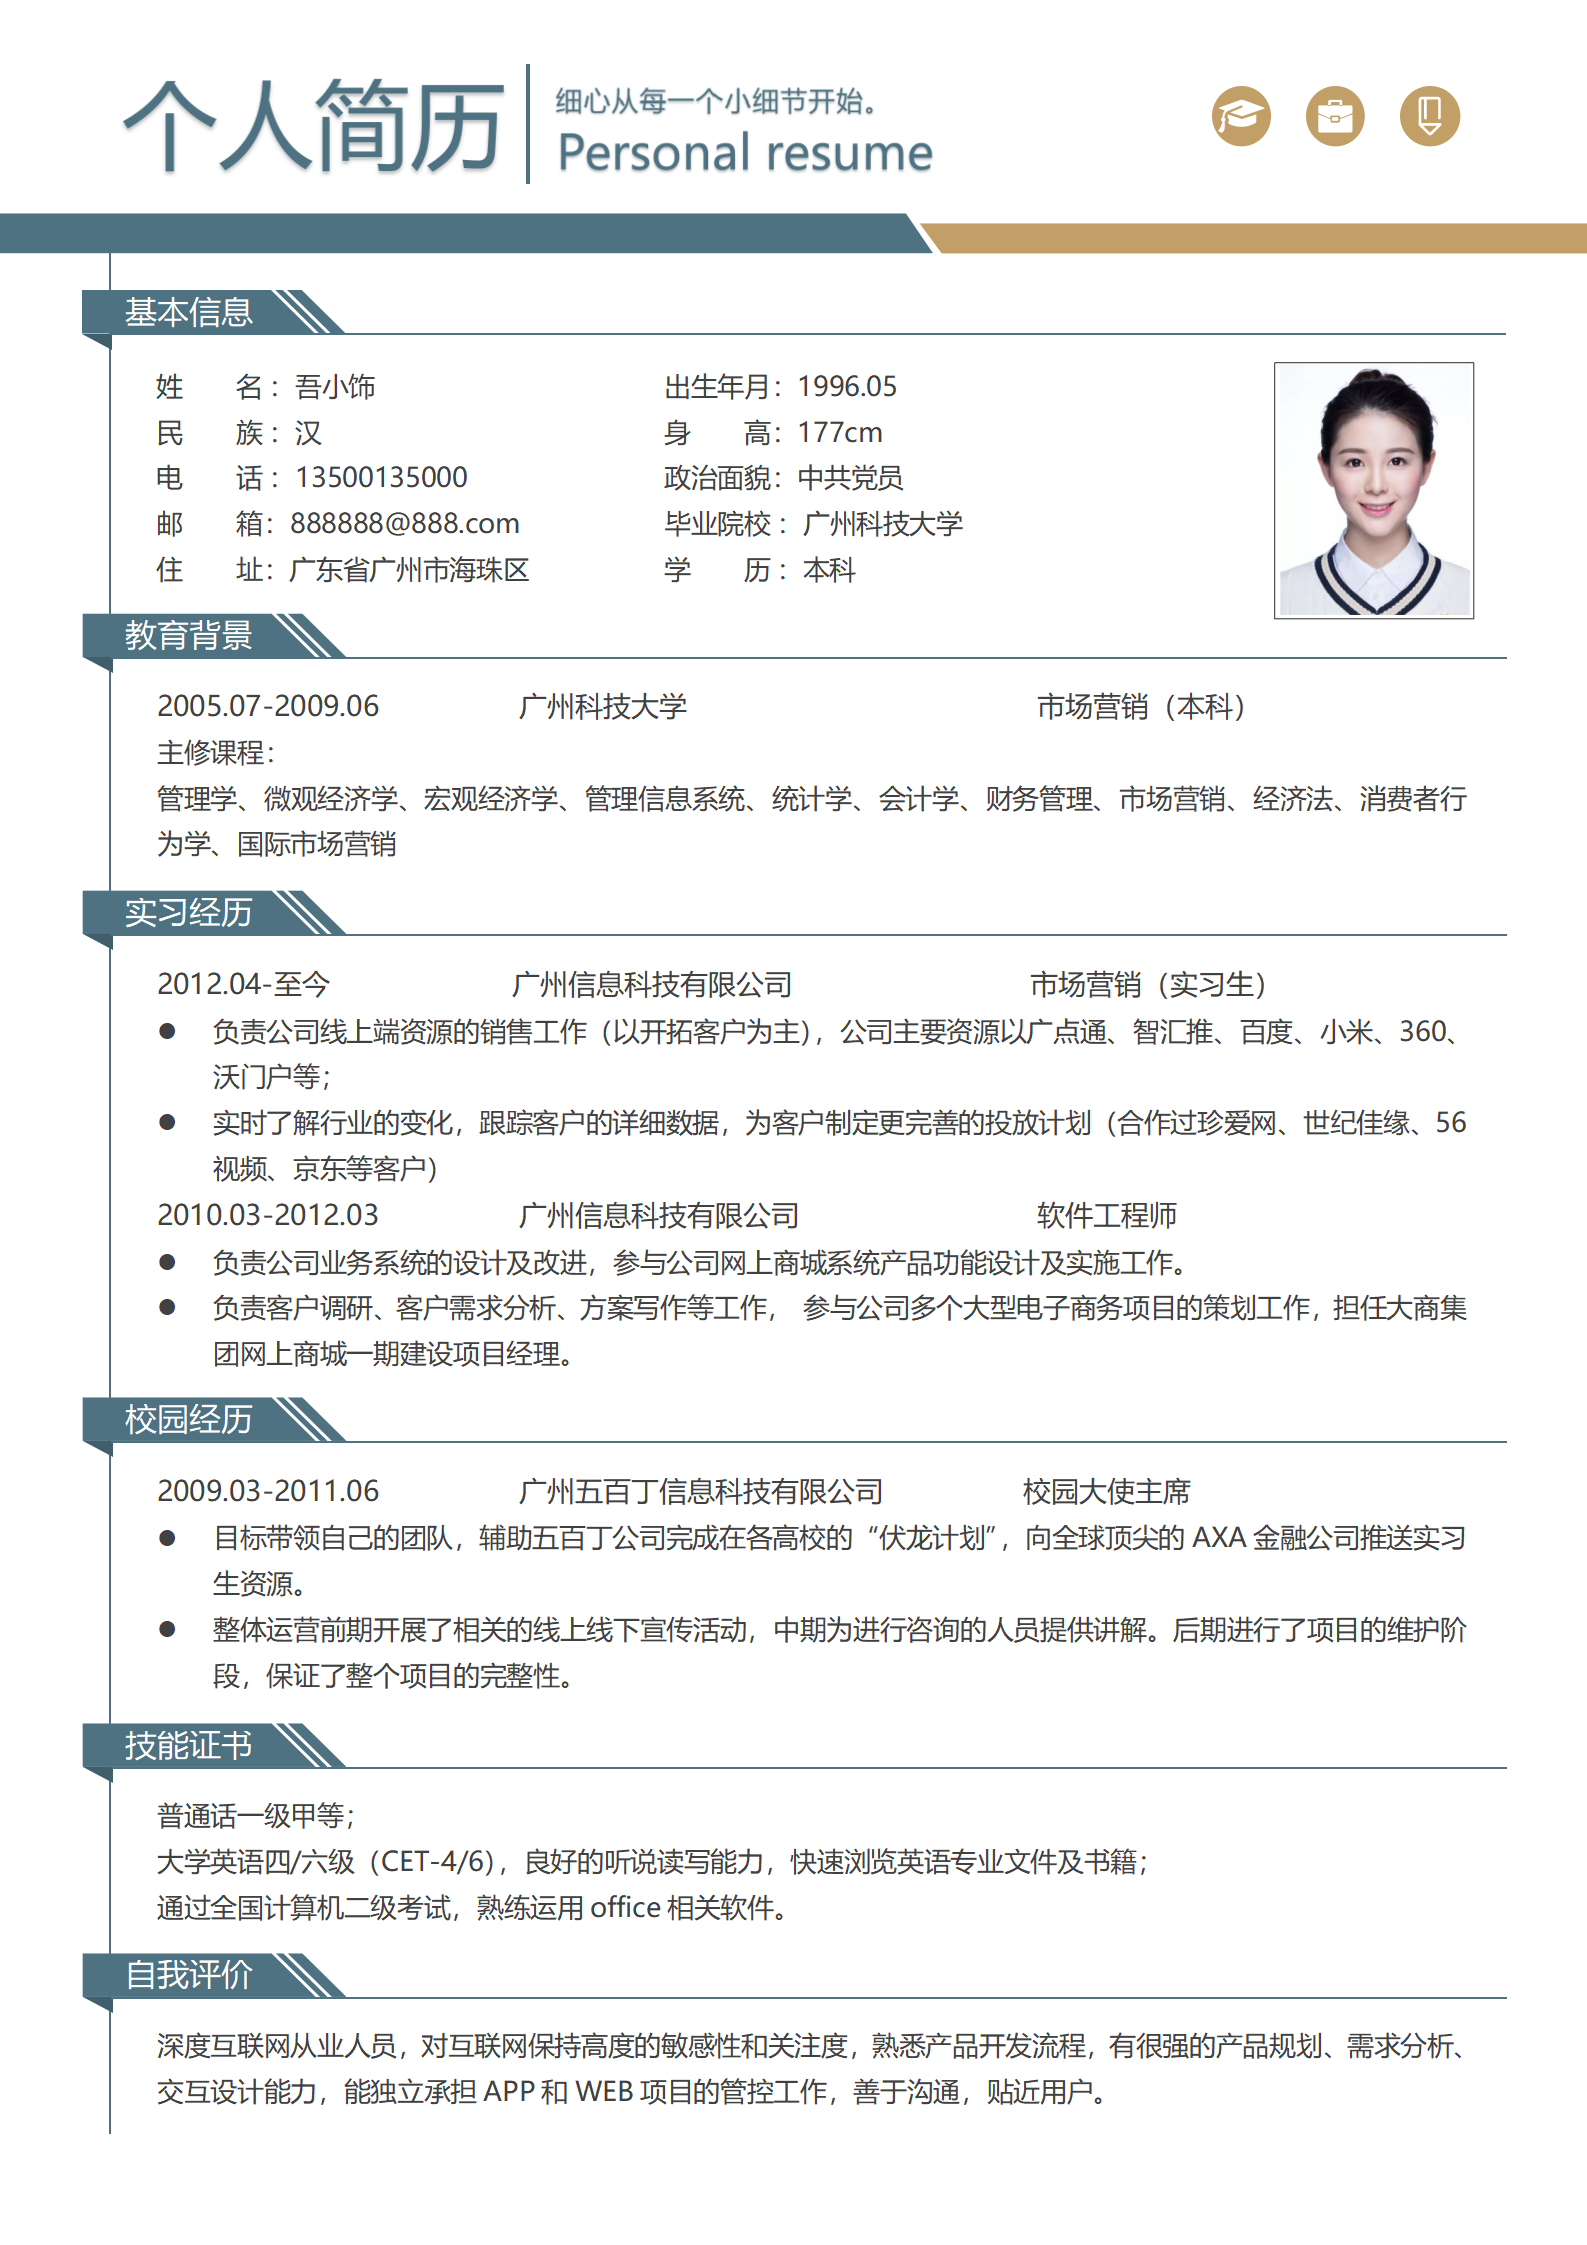 个人简历
细心从每一个小细节开始。
Personal resume
基本信息
姓 名：吾小饰 出生年月：1996.05
民 族：汉 身 高：177cm
电 话：13500135000 政治面貌：中共党员
邮 箱：888888@888.com 毕业院校：广州科技大学
住 址：广东省广州市海珠区 学 历：本科
教育背景
2005.07-2009.06 广州科技大学 市场营销（本科）
主修课程：
管理学、微观经济学、宏观经济学、管理信息系统、统计学、会计学、财务管理、市场营销、经济法、消费者行
为学、国际市场营销
实习经历
2012.04-至今 广州信息科技有限公司 市场营销（实习生）
● 负责公司线上端资源的销售工作（以开拓客户为主），公司主要资源以广点通、智汇推、百度、小米、360、
沃门户等；
● 实时了解行业的变化，跟踪客户的详细数据，为客户制定更完善的投放计划（合作过珍爱网、世纪佳缘、56
视频、京东等客户）
2010.03-2012.03 广州信息科技有限公司 软件工程师
● 负责公司业务系统的设计及改进，参与公司网上商城系统产品功能设计及实施工作。
● 负责客户调研、客户需求分析、方案写作等工作， 参与公司多个大型电子商务项目的策划工作，担任大商集
团网上商城一期建设项目经理。
校园经历
2009.03-2011.06 广州五百丁信息科技有限公司 校园大使主席
● 目标带领自己的团队，辅助五百丁公司完成在各高校的“伏龙计划”，向全球顶尖的 AXA 金融公司推送实习
生资源。
● 整体运营前期开展了相关的线上线下宣传活动，中期为进行咨询的人员提供讲解。后期进行了项目的维护阶
段，保证了整个项目的完整性。
技能证书
普通话一级甲等；
大学英语四/六级（CET-4/6），良好的听说读写能力，快速浏览英语专业文件及书籍；
通过全国计算机二级考试，熟练运用 office 相关软件。
自我评价
深度互联网从业人员，对互联网保持高度的敏感性和关注度，熟悉产品开发流程，有很强的产品规划、需求分析、
交互设计能力，能独立承担 APP 和 WEB 项目的管控工作，善于沟通，贴近用户。